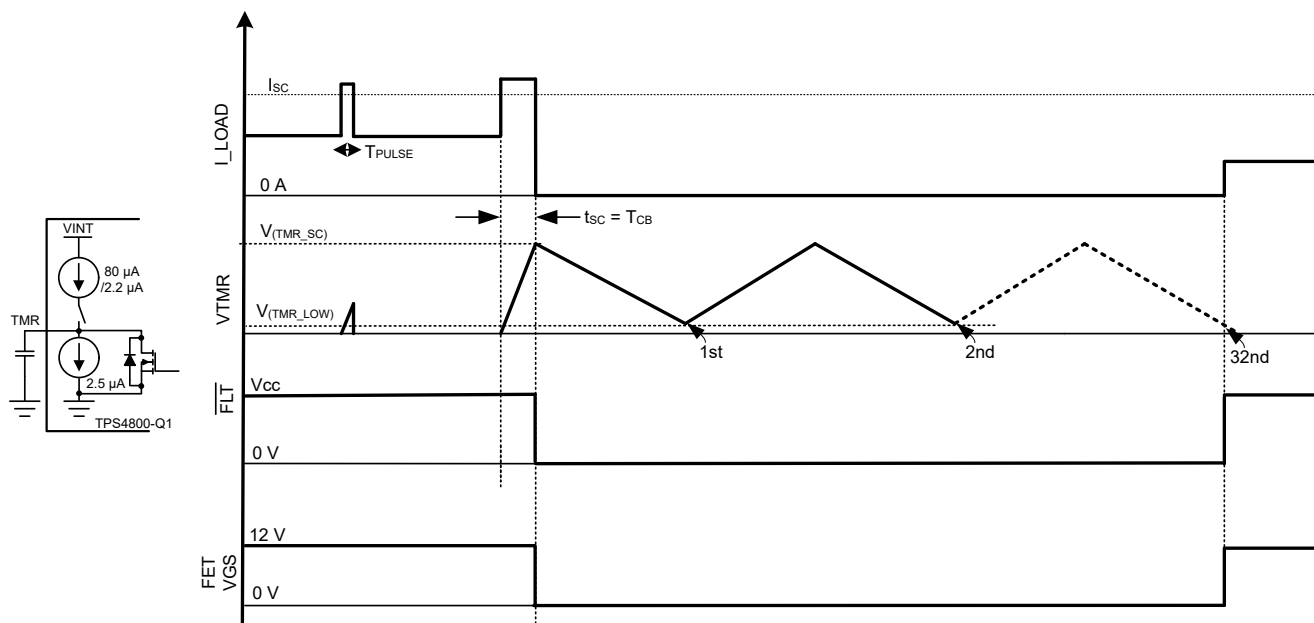 I_LOAD
ISC
TPULSE
0 A
tSC = TCB
VTMR
V(TMR_SC)
V(TMR_LOW)
1st
2nd
32nd
FLT
Vcc
0 V
FET
VGS
12 V
0 V
VINT
80 µA
/2.2 µA
TMR
2.5 µA
TPS4800-Q1